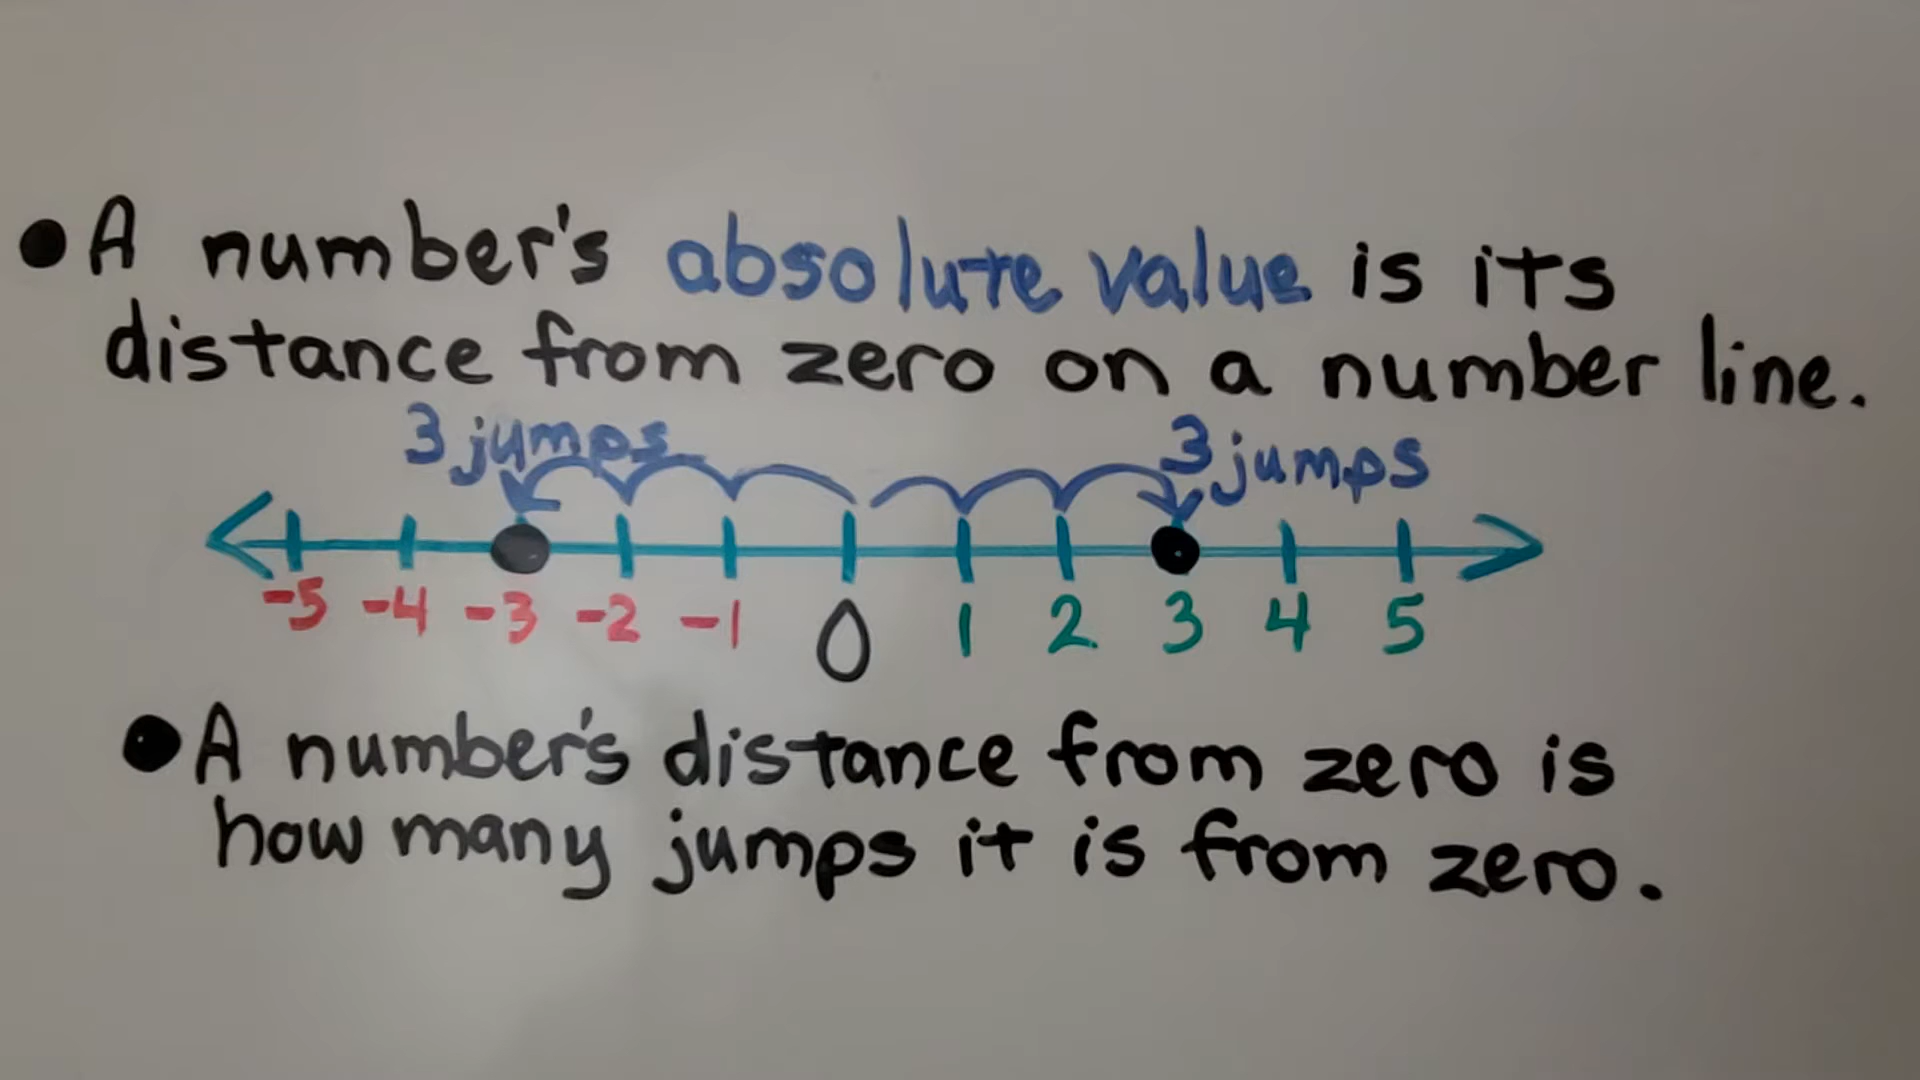 • A number's absolute value is its
distance from zero on a number line.
3 jumps 3 jumps
-5 -4 -3 -2 -1 0 1 2 3 4 5
• A number's distance from zero is
how many jumps it is from zero.